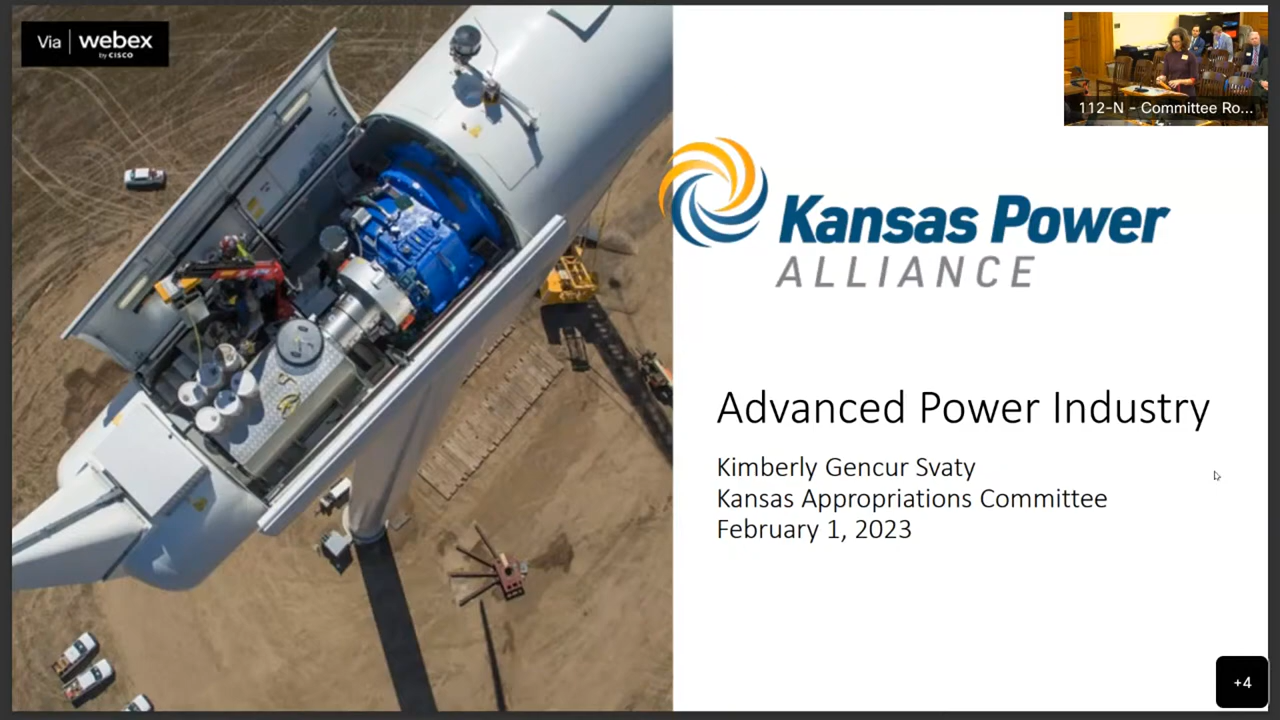 Via | webex
by CISCO
112-N - Committee Ro...
Kansas Power
ALLIANCE
Advanced Power Industry
Kimberly Gencur Svaty
Kansas Appropriations Committee
February 1, 2023
+4